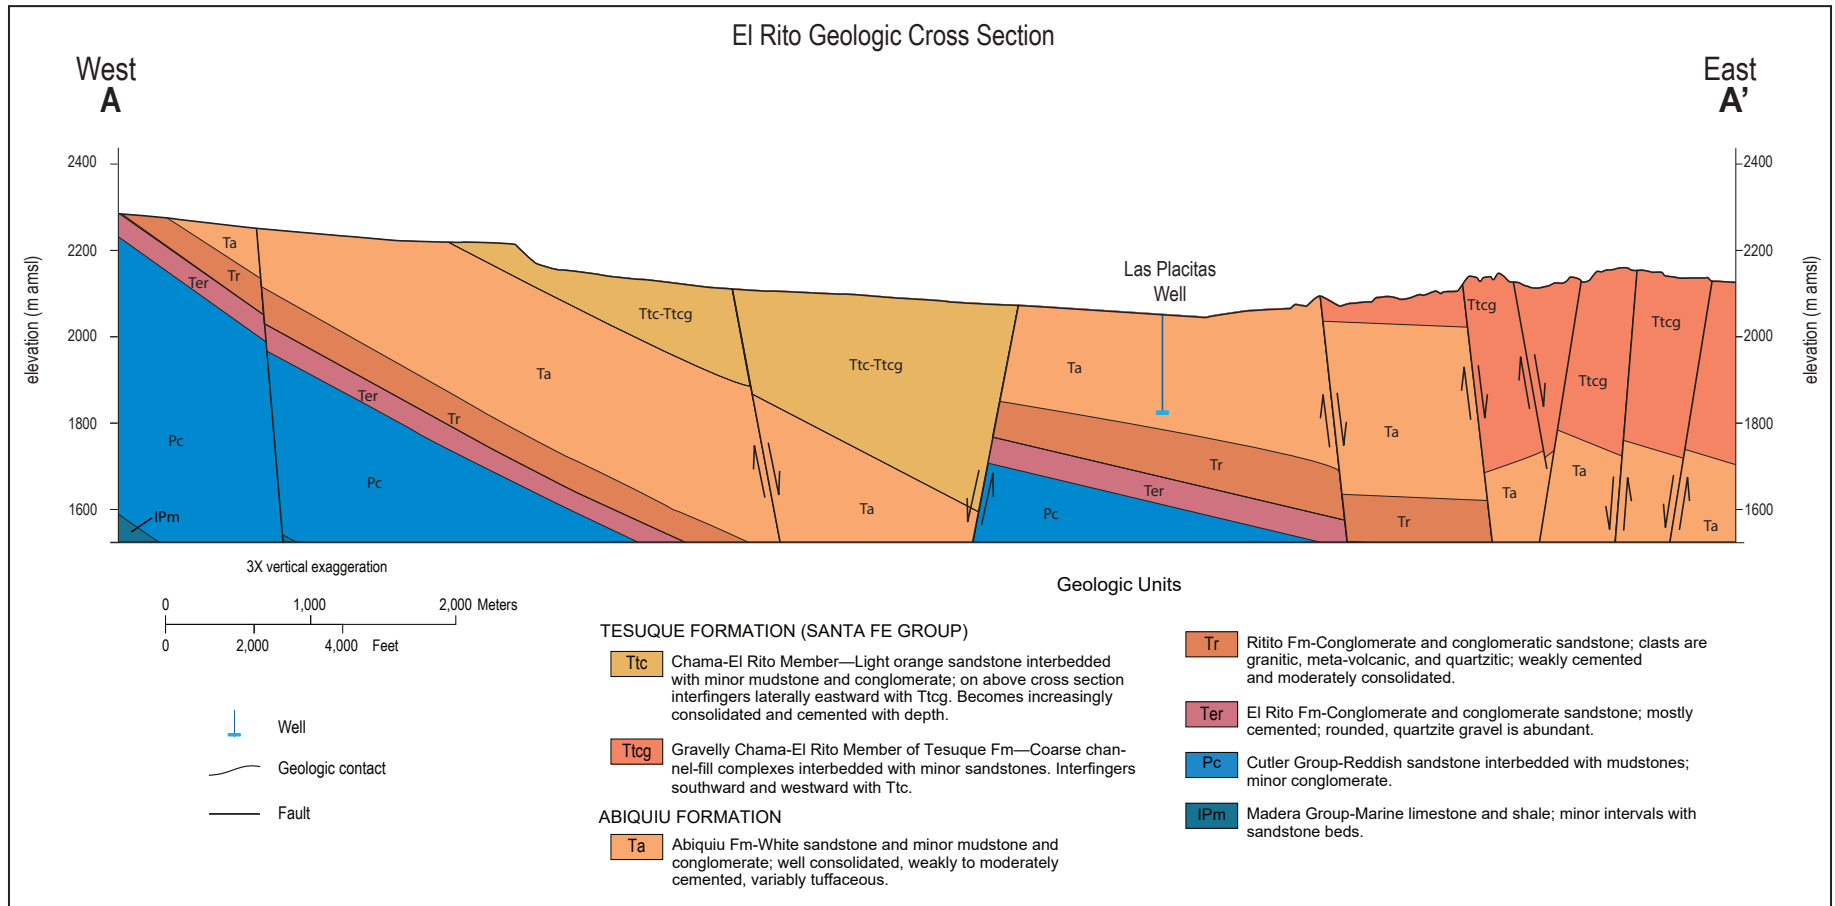 El Rito Geologic Cross Section
West
A
East
A’
2400
2200
2000
1800
1600
elevation (m amsl)
2400
2200
2000
1800
1600
elevation (m amsl)
Las Placitas
Well
Ta
Tr
Ter
Pc
IPm
Ta
Ter
Tr
Pc
Ttc-Ttcg
Ttc-Ttcg
Ta
Ta
Tr
Ter
Pc
Ta
Tr
Ttcg
Ta
Ttcg
Ta
Ttcg
Ta
3X vertical exaggeration
0 1,000 2,000 Meters
0 2,000 4,000 Feet
Well
Geologic contact
Fault
Geologic Units
TESUQUE FORMATION (SANTA FE GROUP)
Ttc
Chama-El Rito Member—Light orange sandstone interbedded
with minor mudstone and conglomerate; on above cross section
interfingers laterally eastward with Ttcg. Becomes increasingly
consolidated and cemented with depth.
Ttcg
Gravelly Chama-El Rito Member of Tesuque Fm—Coarse chan-
nel-fill complexes interbedded with minor sandstones. Interfingers
southward and westward with Ttc.
ABIQUIU FORMATION
Ta
Abiquiu Fm-White sandstone and minor mudstone and
conglomerate; well consolidated, weakly to moderately
cemented, variably tuffaceous.
Tr
Ritito Fm-Conglomerate and conglomeratic sandstone; clasts are
granitic, meta-volcanic, and quartzitic; weakly cemented
and moderately consolidated.
Ter
El Rito Fm-Conglomerate and conglomerate sandstone; mostly
cemented; rounded, quartzite gravel is abundant.
Pc
Cutler Group-Reddish sandstone interbedded with mudstones;
minor conglomerate.
IPm
Madera Group-Marine limestone and shale; minor intervals with
sandstone beds.